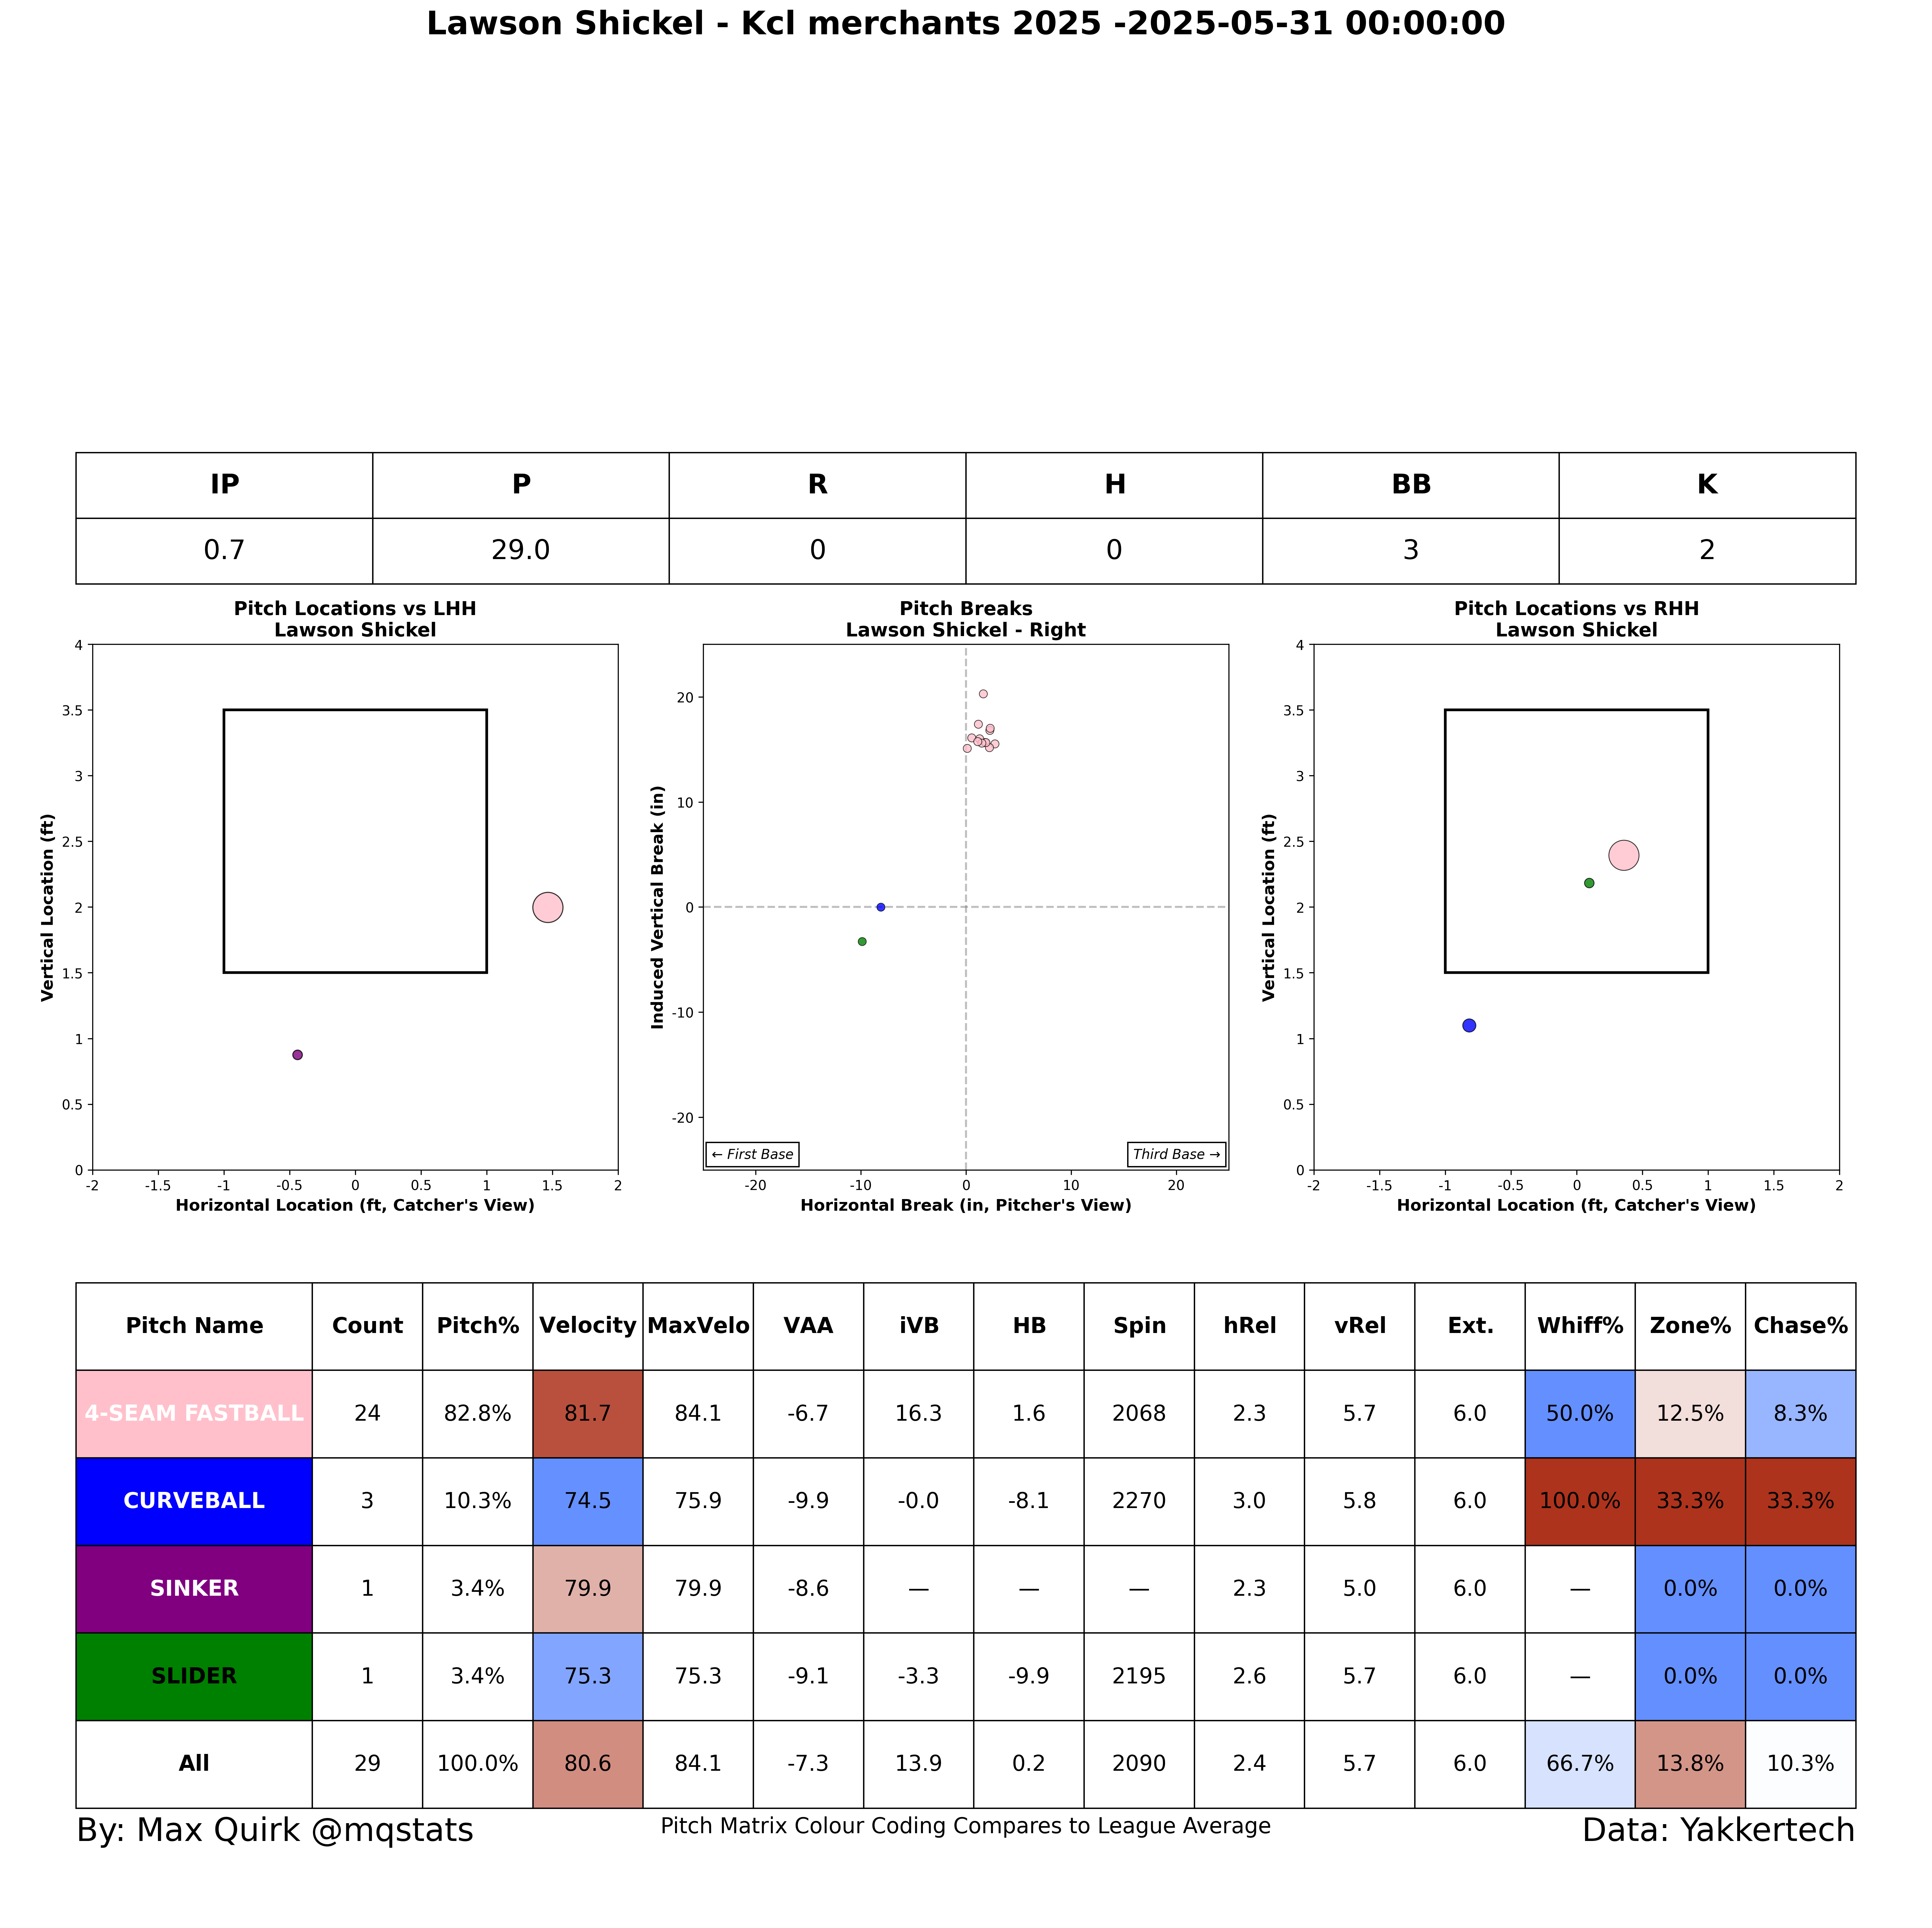 Lawson Shickel - Kcl merchants 2025 -2025-05-31 00:00:00
IP P R H BB K
0.7 29.0 0 0 3 2
Pitch Locations vs LHH
Lawson Shickel
4
3.5
3
2.5
2
1.5
1
0.5
0
-2 -1.5 -1 -0.5 0 0.5 1 1.5 2
Vertical Location (ft)
Horizontal Location (ft, Catcher's View)
Pitch Breaks
Lawson Shickel - Right
20
10
0
-10
-20
← First Base Third Base →
-20 -10 0 10 20
Induced Vertical Break (in)
Horizontal Break (in, Pitcher's View)
Pitch Locations vs RHH
Lawson Shickel
4
3.5
3
2.5
2
1.5
1
0.5
0
-2 -1.5 -1 -0.5 0 0.5 1 1.5 2
Vertical Location (ft)
Horizontal Location (ft, Catcher's View)
Pitch Name Count Pitch% Velocity MaxVelo VAA iVB HB Spin hRel vRel Ext. Whiff% Zone% Chase%
4-SEAM FASTBALL 24 82.8% 81.7 84.1 -6.7 16.3 1.6 2068 2.3 5.7 6.0 50.0% 12.5% 8.3%
CURVEBALL 3 10.3% 74.5 75.9 -9.9 -0.0 -8.1 2270 3.0 5.8 6.0 100.0% 33.3% 33.3%
SINKER 1 3.4% 79.9 79.9 -8.6 — — — 2.3 5.0 6.0 — 0.0% 0.0%
SLIDER 1 3.4% 75.3 75.3 -9.1 -3.3 -9.9 2195 2.6 5.7 6.0 — 0.0% 0.0%
All 29 100.0% 80.6 84.1 -7.3 13.9 0.2 2090 2.4 5.7 6.0 66.7% 13.8% 10.3%
By: Max Quirk @mqstats Pitch Matrix Colour Coding Compares to League Average Data: Yakkertech